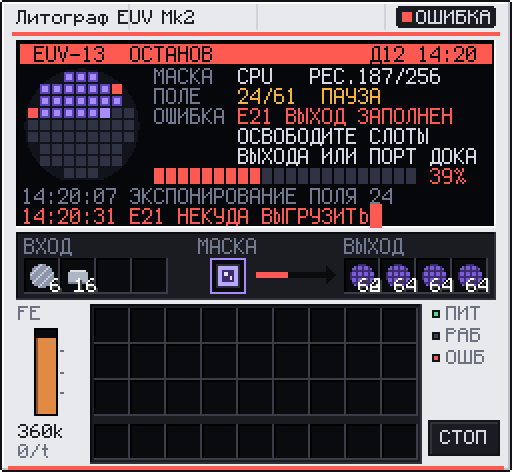 Литограф EUV Mk2
ОШИБКА
EUV-13 ОСТАНОВ Д12 14:20
МАСКА CPU РЕС.187/256
ПОЛЕ 24/61 ПАУЗА
ОШИБКА E21 ВЫХОД ЗАПОЛНЕН
ОСВОБОДИТЕ СЛОТЫ
ВЫХОДА ИЛИ ПОРТ ДОКА
39%
14:20:07 ЭКСПОНИРОВАНИЕ ПОЛЯ 24
14:20:31 E21 НЕКУДА ВЫГРУЗИТЬ
ВХОД МАСКА ВЫХОД
6 16 60 64 64 64
FE
ПИТ
РАБ
ОШБ
360k
0/t
СТОП